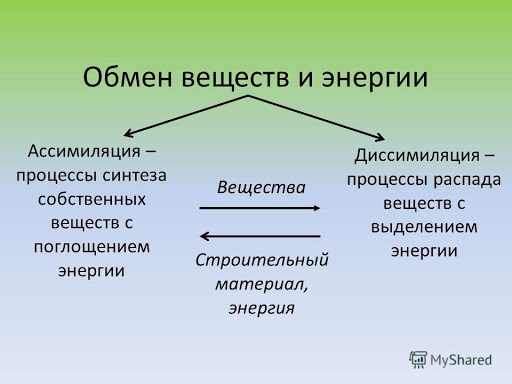 Обмен веществ и энергии
Ассимиляция –
процессы синтеза
собственных
веществ с
поглощением
энергии
Вещества
Строительный
материал,
энергия
Диссимиляция –
процессы распада
веществ с
выделением
энергии
MyShared